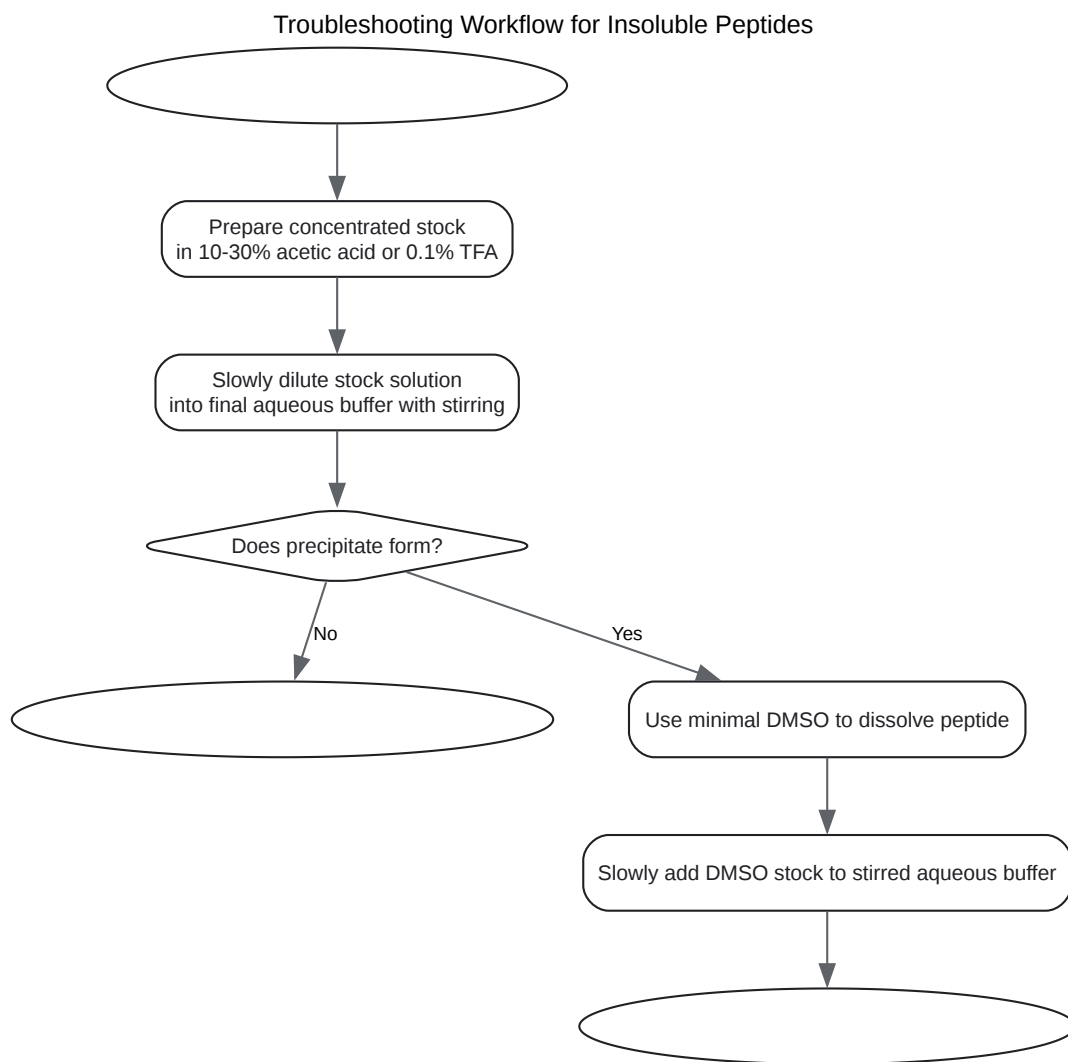 Troubleshooting Workflow for Insoluble Peptides
Prepare concentrated stock
in 10-30% acetic acid or 0.1% TFA
Slowly dilute stock solution
into final aqueous buffer with stirring
Does precipitate form?
No
Yes
Use minimal DMSO to dissolve peptide
Slowly add DMSO stock to stirred aqueous buffer